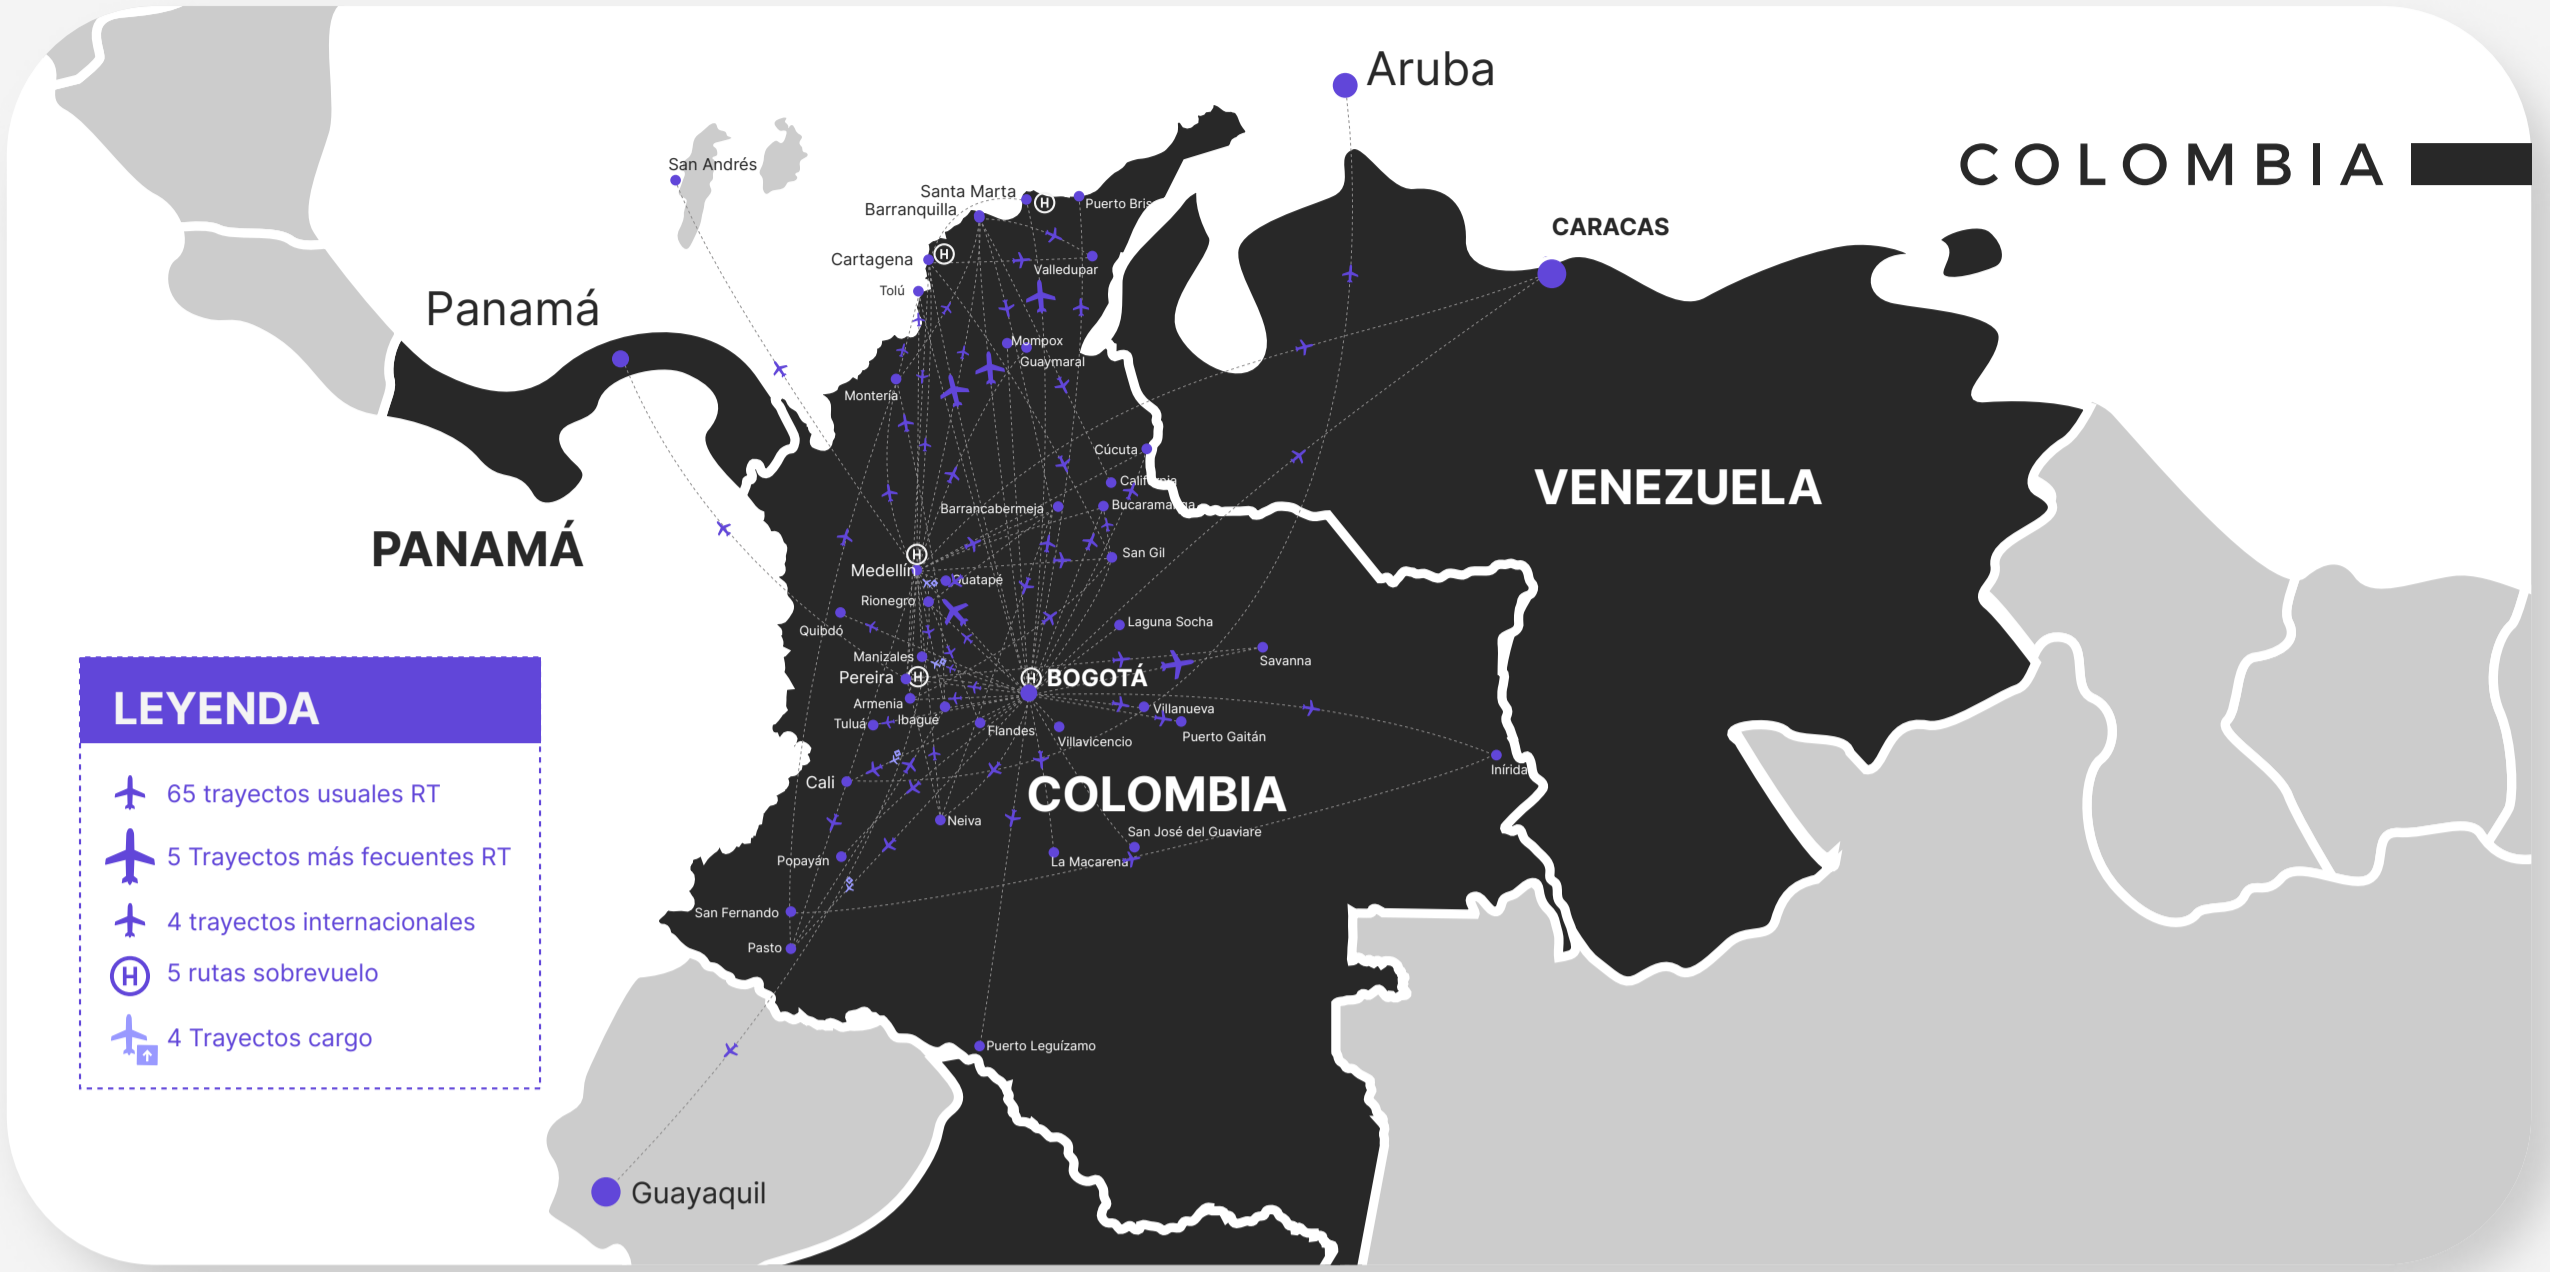 Aruba
COLOMBIA
San Andrés
Santa Marta
Barranquilla
Puerto Bris
CARACAS
Cartagena
Valledupar
Tolú
Panamá
Mompox
Guaymaral
Montería
Cúcuta
California
VENEZUELA
Barrancabermeja
Bucaramanga
PANAMÁ
San Gil
H
Medellín
Guatapé
Rionegro
Quibdó
Laguna Socha
Manizales
Savanna
Pereira
BOGOTÁ
Armenia
Villanueva
Tuluá
Ibagué
Flandes
Villavicencio
Puerto Gaitán
Inírida
Cali
COLOMBIA
Neiva
San José del Guaviare
Popayán
La Macarena
San Fernando
Pasto
Puerto Leguízamo
Guayaquil
LEYENDA
65 trayectos usuales RT
5 Trayectos más fecuentes RT
4 trayectos internacionales
H 5 rutas sobrevuelo
4 Trayectos cargo